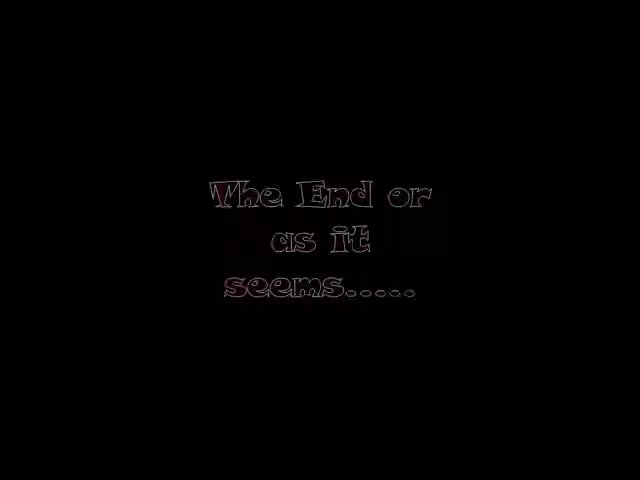 The End or
as it
seems.....